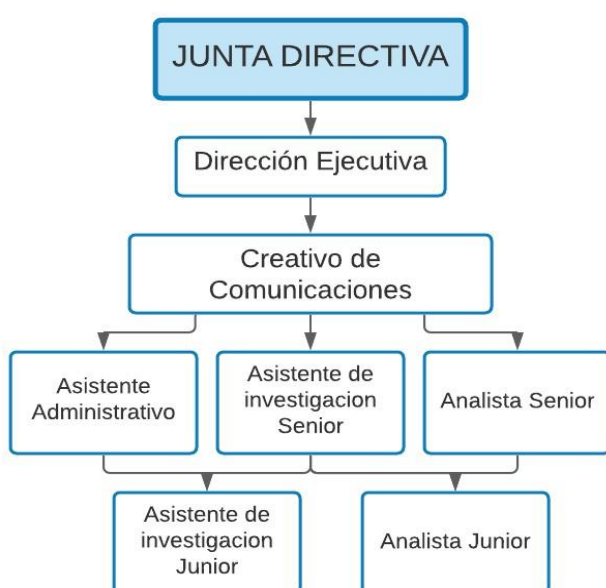 JUNTA DIRECTIVA
Dirección Ejecutiva
Creativo de
Comunicaciones
Asistente
Administrativo
Asistente de
investigacion
Senior
Analista Senior
Asistente de
investigacion
Junior
Analista Junior